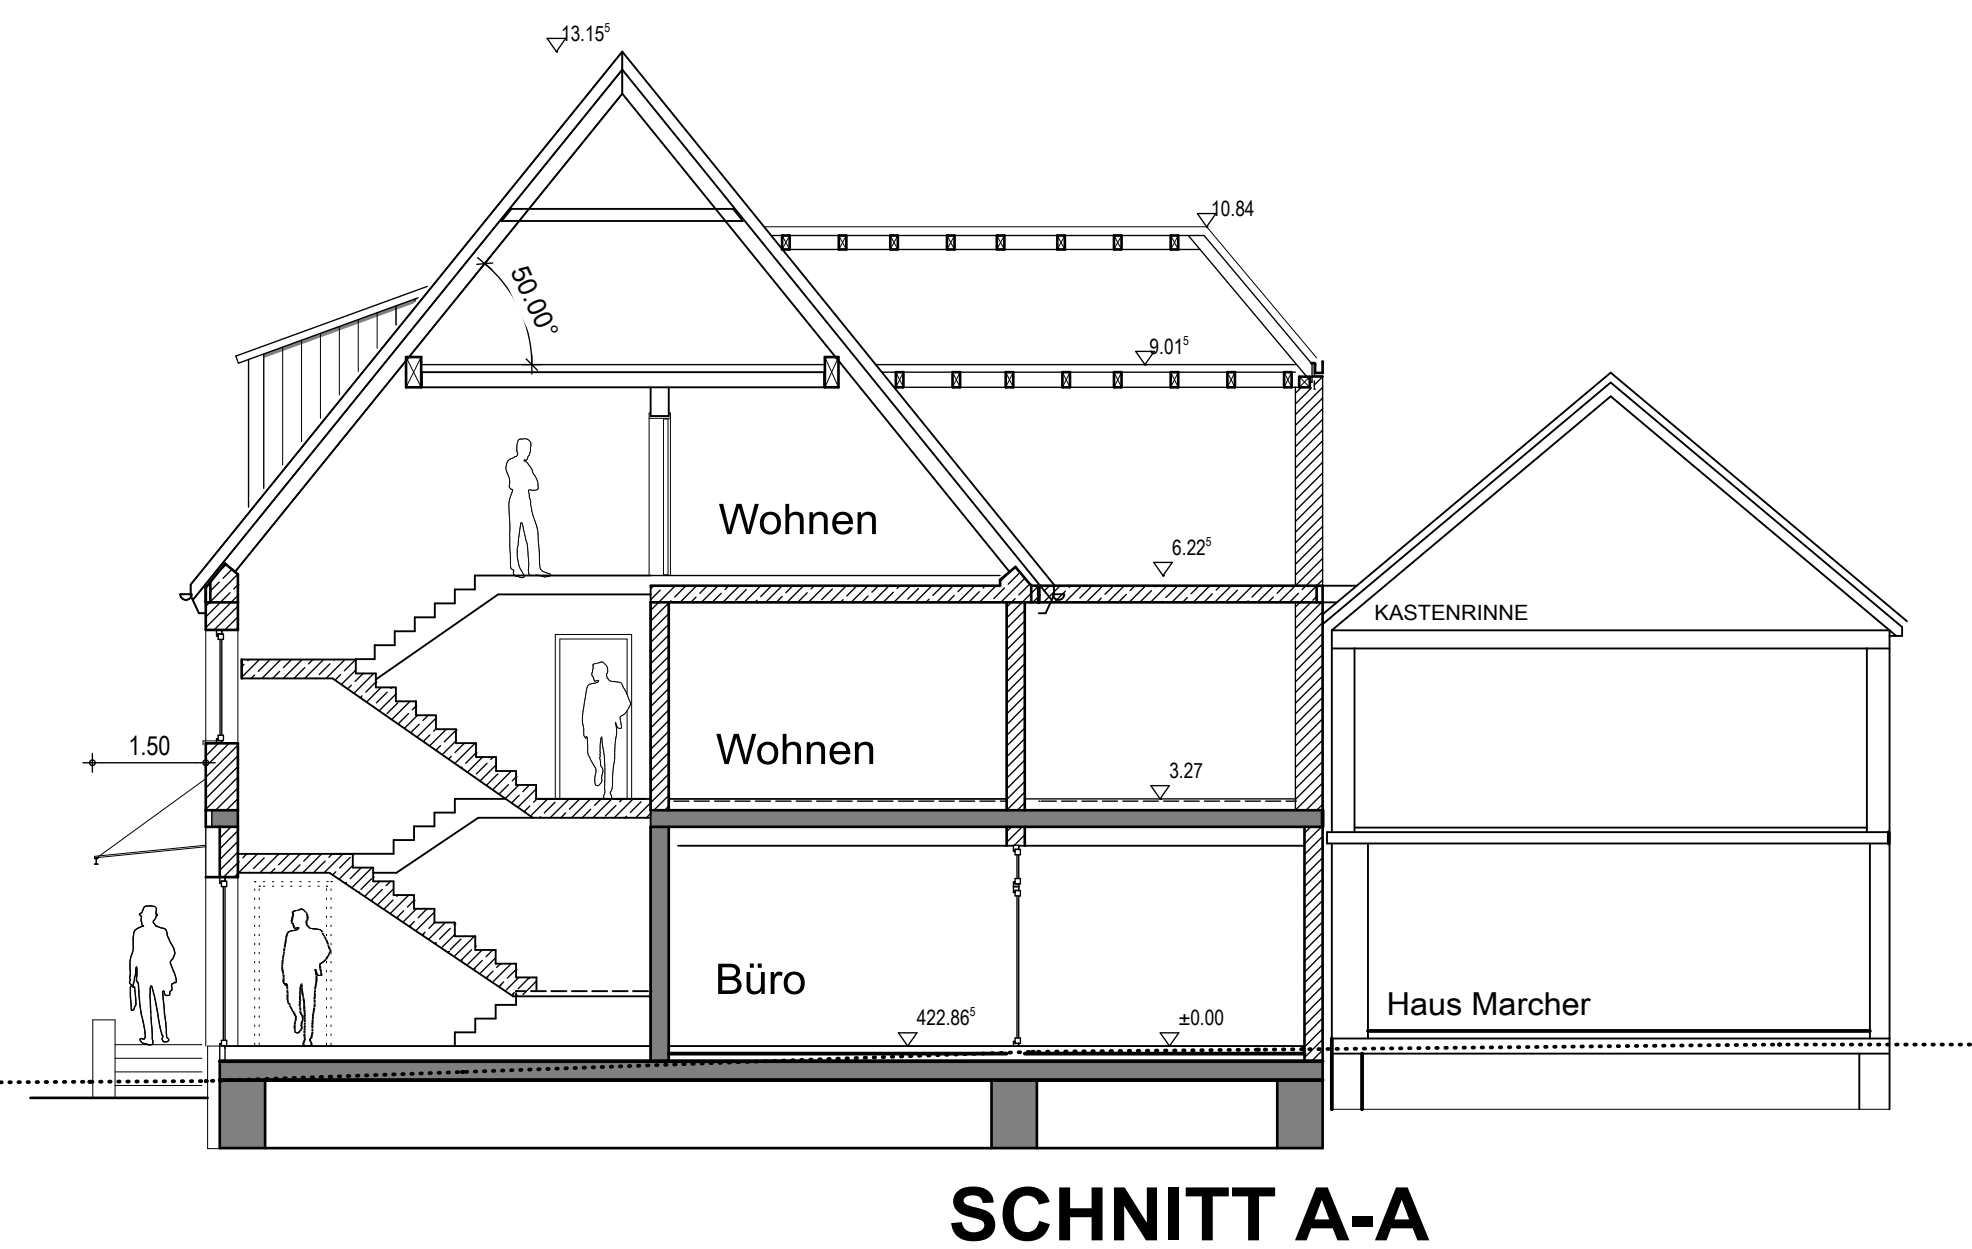 13.15⁵
10.84
50.00°
9.01⁵
Wohnen
6.22⁵
KASTENRINNE
1.50
Wohnen
3.27
Büro
Haus Marcher
422.86⁵
±0.00
SCHNITT A-A